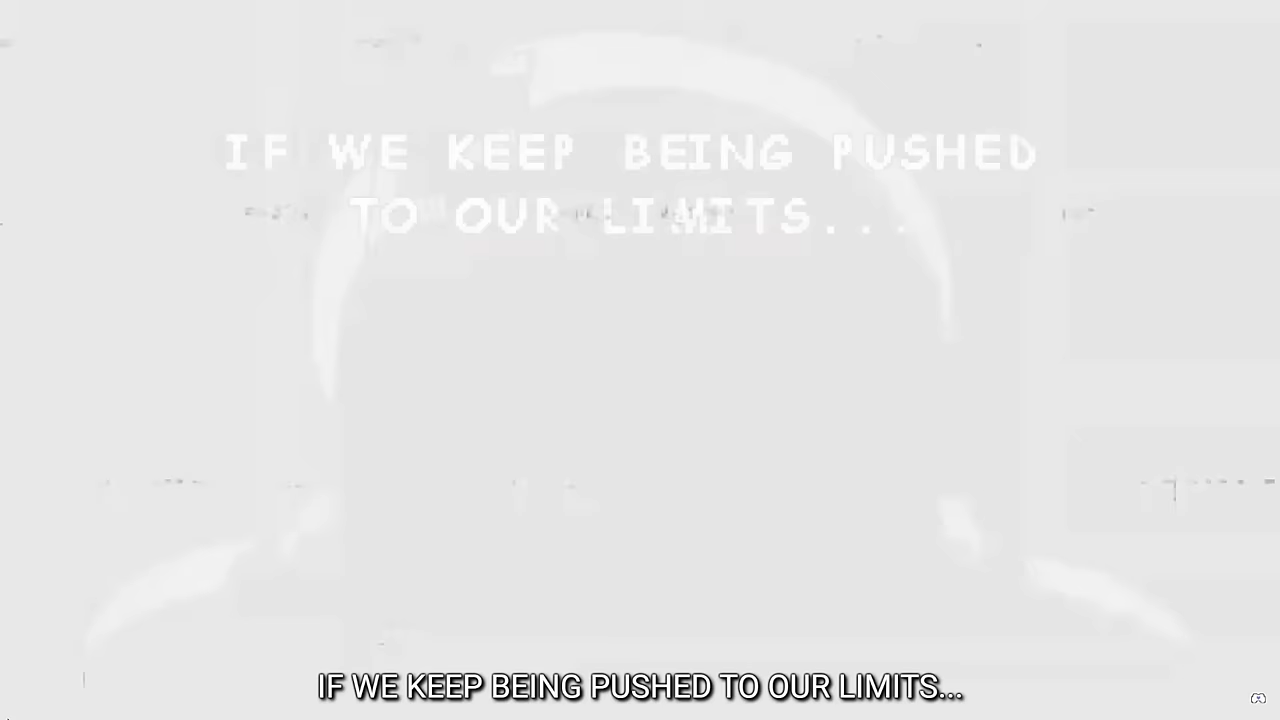 IF WE KEEP BEING PUSHED
TO OUR LIMITS...
IF WE KEEP BEING PUSHED TO OUR LIMITS...